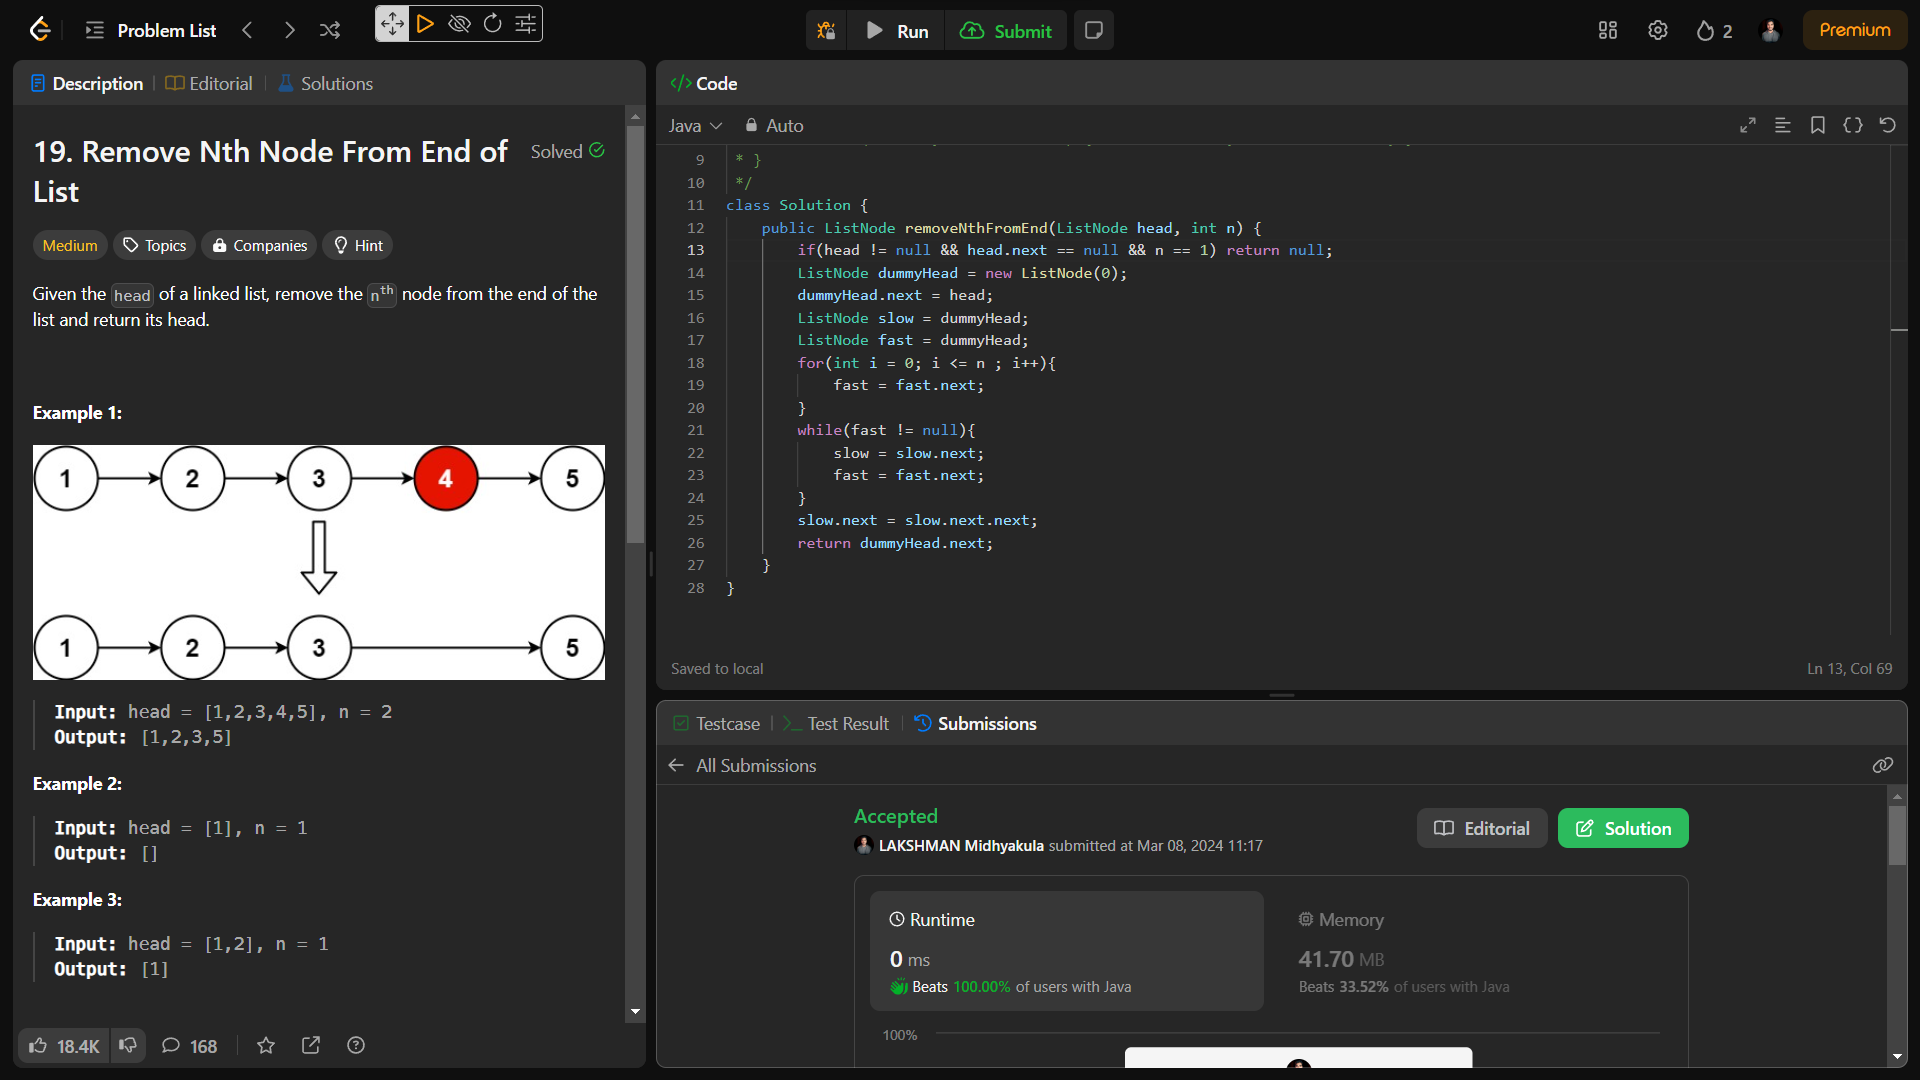 Problem List
Run
Submit
2
Premium
Description
Editorial
Solutions
19. Remove Nth Node From End of
List
Solved
Medium
Topics
Companies
Hint
Given the head of a linked list, remove the nth node from the end of the
list and return its head.
Example 1:
1 2 3 4 5
1 2 3 5
Input: head = [1,2,3,4,5], n = 2
Output: [1,2,3,5]
Example 2:
Input: head = [1], n = 1
Output: []
Example 3:
Input: head = [1,2], n = 1
Output: [1]
18.4K
168
Code
Java
Auto
9 * }
10 */
11 class Solution {
12 public ListNode removeNthFromEnd(ListNode head, int n) {
13 if(head != null && head.next == null && n == 1) return null;
14 ListNode dummyHead = new ListNode(0);
15 dummyHead.next = head;
16 ListNode slow = dummyHead;
17 ListNode fast = dummyHead;
18 for(int i = 0; i <= n ; i++){
19 fast = fast.next;
20 }
21 while(fast != null){
22 slow = slow.next;
23 fast = fast.next;
24 }
25 slow.next = slow.next.next;
26 return dummyHead.next;
27 }
28 }
Saved to local
Ln 13, Col 69
Testcase
Test Result
Submissions
All Submissions
Accepted
LAKSHMAN Midhyakula submitted at Mar 08, 2024 11:17
Editorial
Solution
Runtime
0 ms
Beats 100.00% of users with Java
Memory
41.70 MB
Beats 33.52% of users with Java
100%